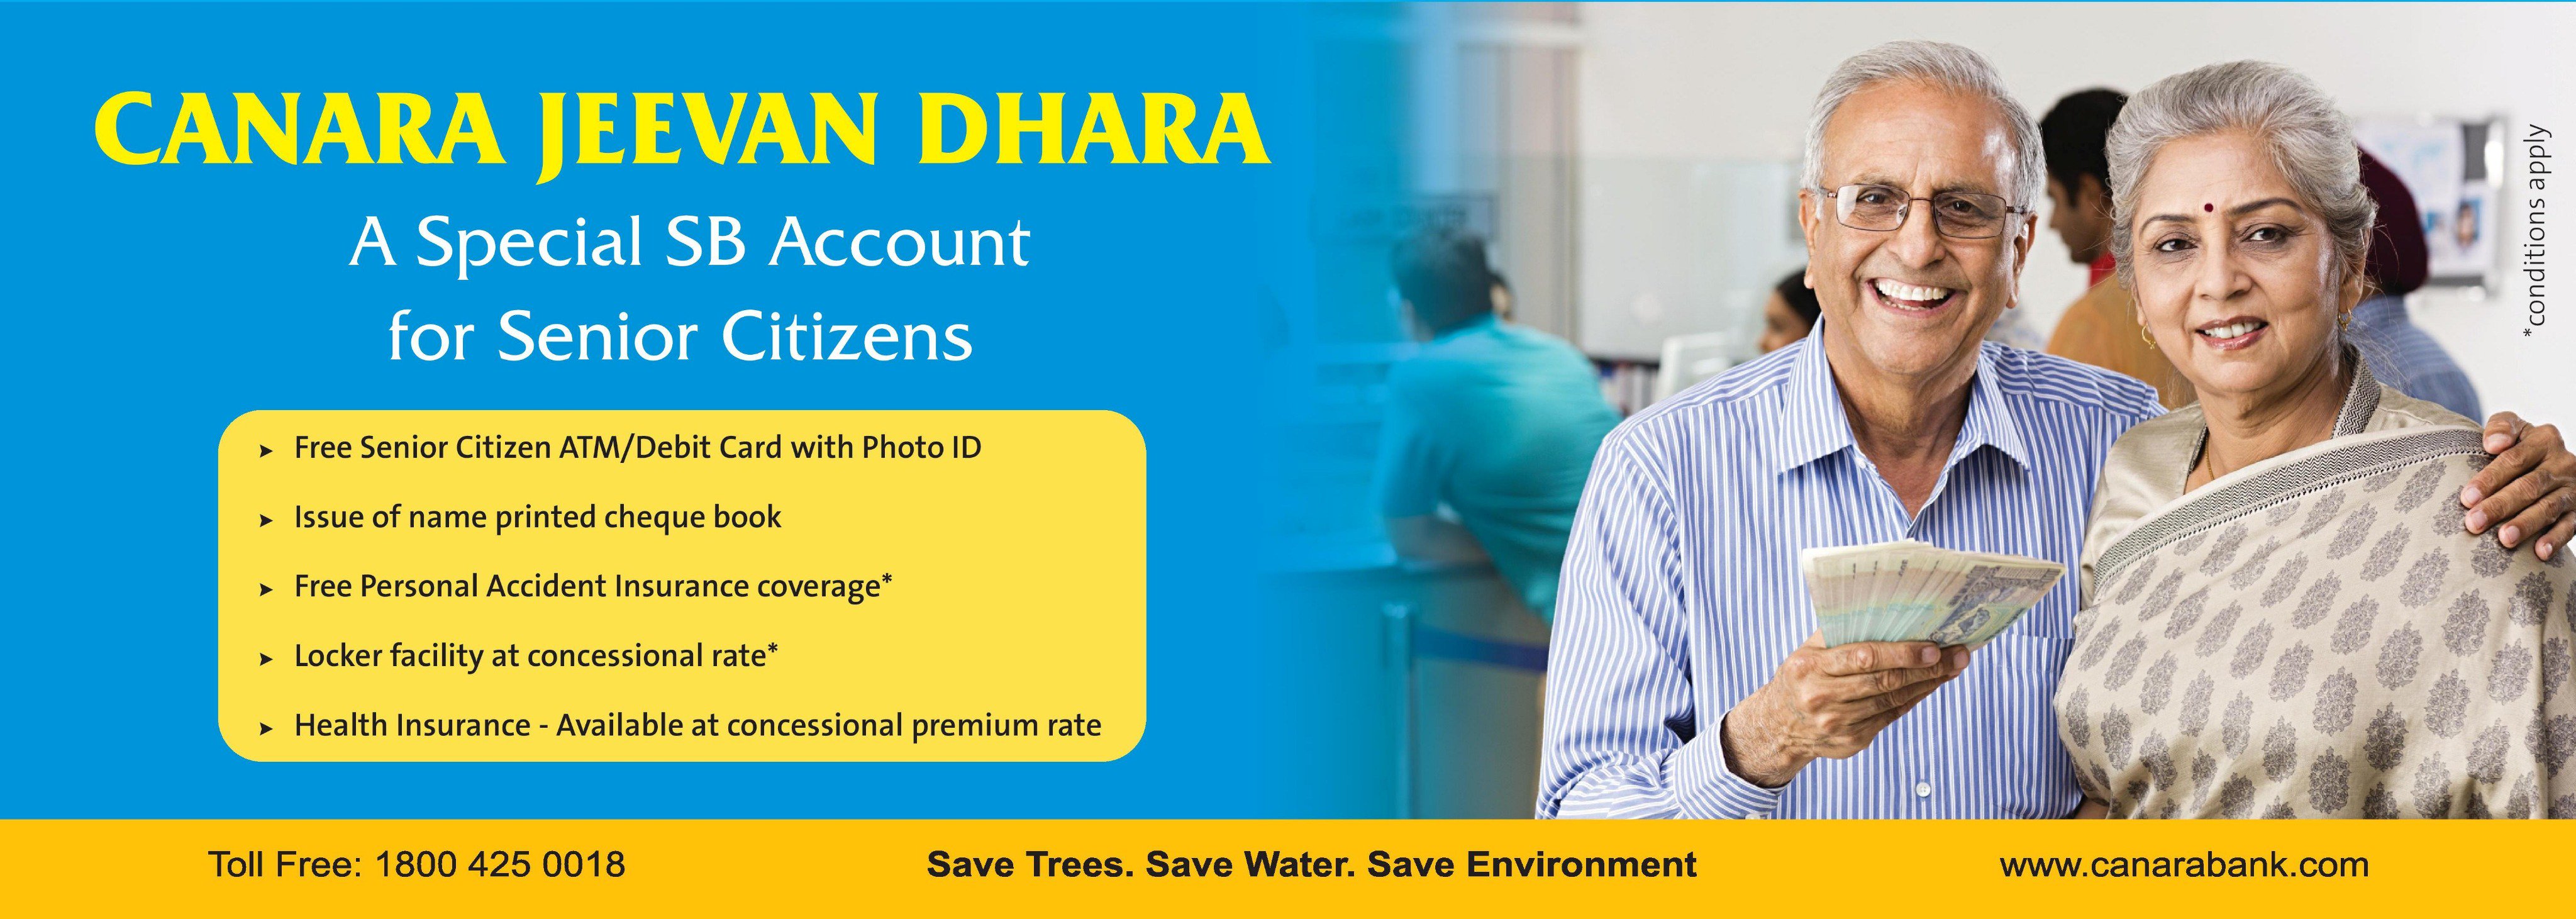 CANARA JEEVAN DHARA
A Special SB Account
for Senior Citizens
➤ Free Senior Citizen ATM/Debit Card with Photo ID
➤ Issue of name printed cheque book
➤ Free Personal Accident Insurance coverage*
➤ Locker facility at concessional rate*
➤ Health Insurance - Available at concessional premium rate
*conditions apply
Toll Free: 1800 425 0018
Save Trees. Save Water. Save Environment
www.canarabank.com